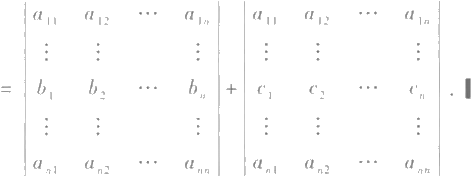 = | a₁₁ a₁₂ ⋯ a₁ₙ | + | a₁₁ a₁₂ ⋯ a₁ₙ |
| ⋮ ⋮ ⋮ | | ⋮ ⋮ ⋮ |
| b₁ b₂ ⋯ bₙ | | c₁ c₂ ⋯ cₙ | .
| ⋮ ⋮ ⋮ | | ⋮ ⋮ ⋮ |
| aₙ₁ aₙ₂ ⋯ aₙₙ | | aₙ₁ aₙ₂ ⋯ aₙₙ |